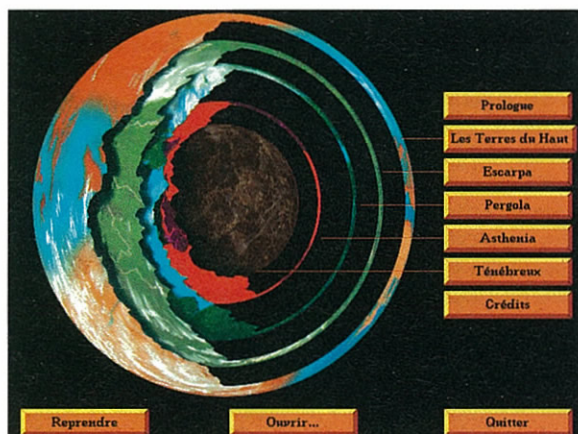 Prologue
Les Terres du Haut
Escarpa
Pergola
Asthenia
Ténébreux
Crédits
Reprendre
Ouvrir...
Quitter